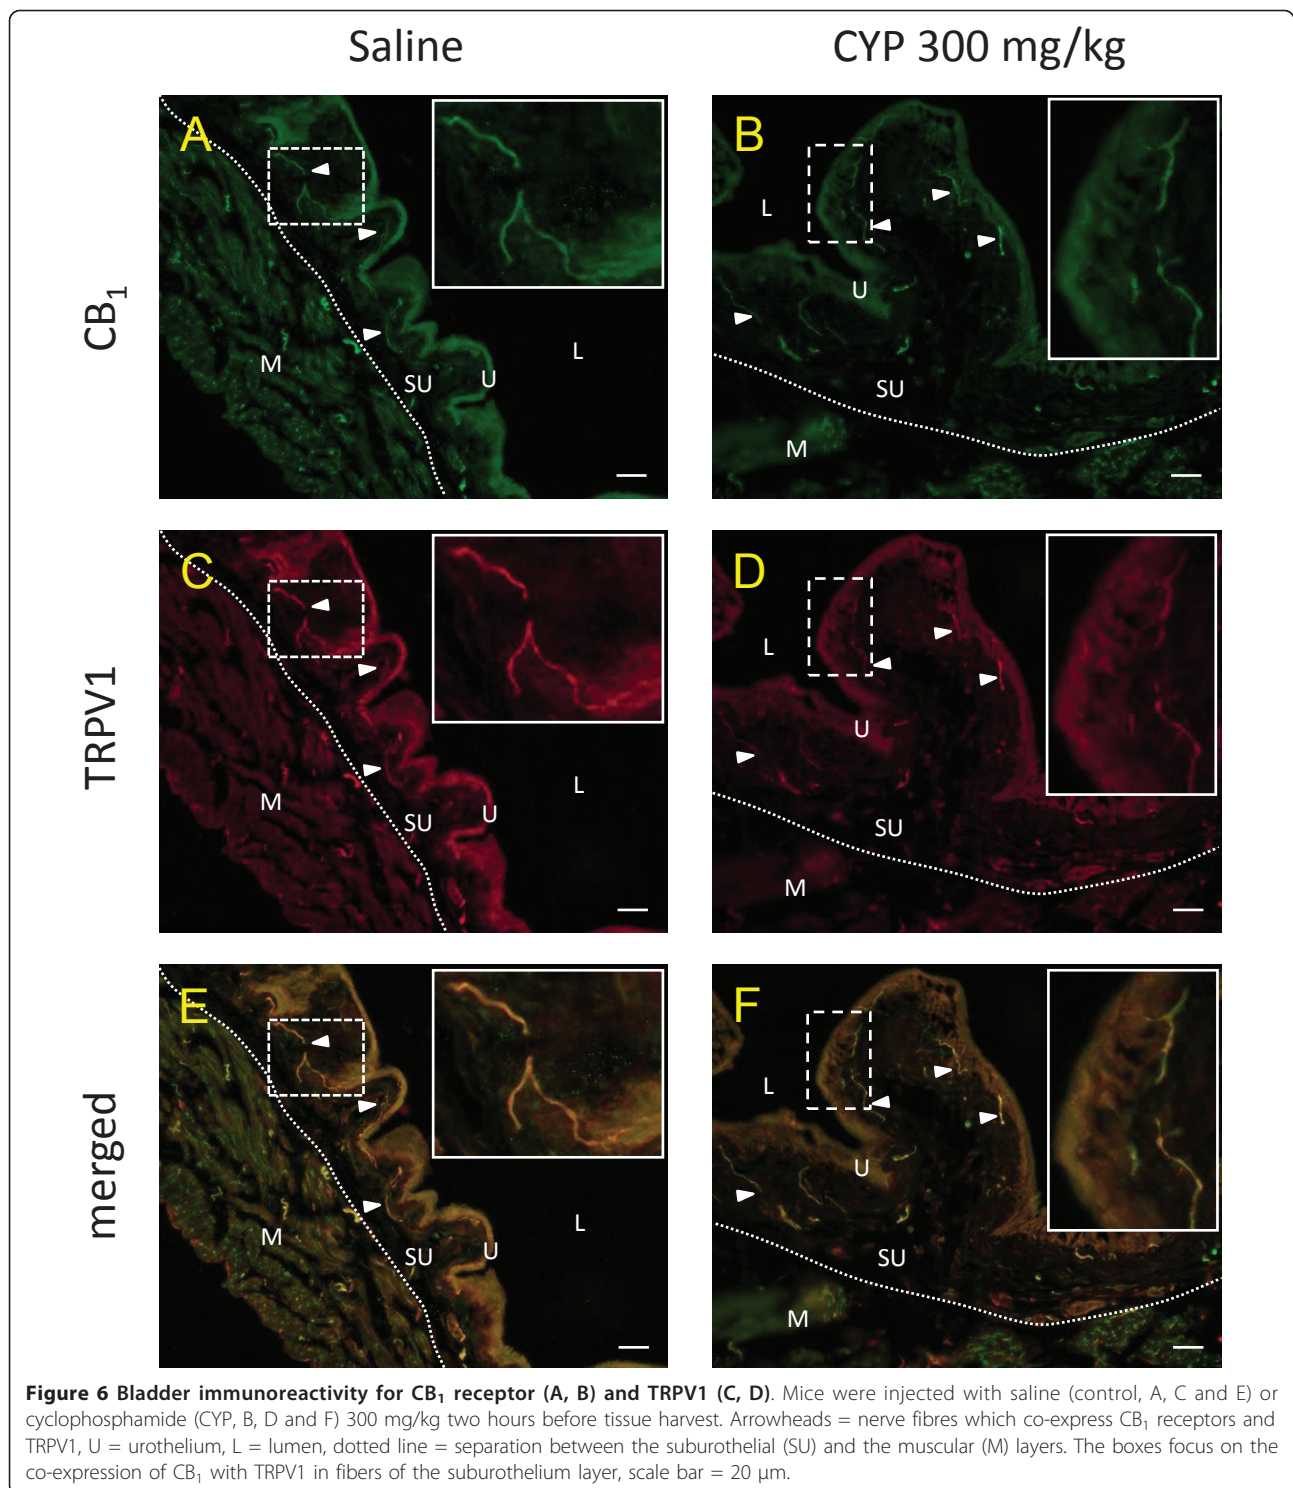 Saline
CYP 300 mg/kg
CB₁
A
M
SU
U
L
B
L
U
SU
M
TRPV1
C
M
SU
U
L
D
L
U
SU
M
merged
E
M
SU
U
L
F
L
U
SU
M
Figure 6 Bladder immunoreactivity for CB₁ receptor (A, B) and TRPV1 (C, D). Mice were injected with saline (control, A, C and E) or
cyclophosphamide (CYP, B, D and F) 300 mg/kg two hours before tissue harvest. Arrowheads = nerve fibres which co-express CB₁ receptors and
TRPV1, U = urothelium, L = lumen, dotted line = separation between the suburothelial (SU) and the muscular (M) layers. The boxes focus on the
co-expression of CB₁ with TRPV1 in fibers of the suburothelium layer, scale bar = 20 μm.